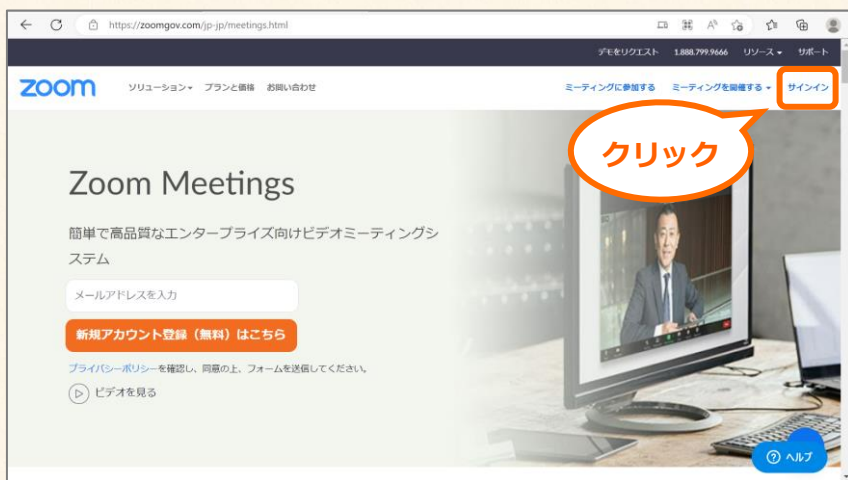 https://zoomgov.com/jp-jp/meetings.html
デモをリクエスト 1.888.799.9666 リソース サポート
zoom ソリューション プランと価格 お問い合わせ ミーティングに参加する ミーティングを開催する サインイン
クリック
Zoom Meetings
簡単で高品質なエンタープライズ向けビデオミーティングシ
ステム
メールアドレスを入力
新規アカウント登録（無料）はこちら
プライバシーポリシーを確認し、同意の上、フォームを送信してください。
ビデオを見る
ヘルプ